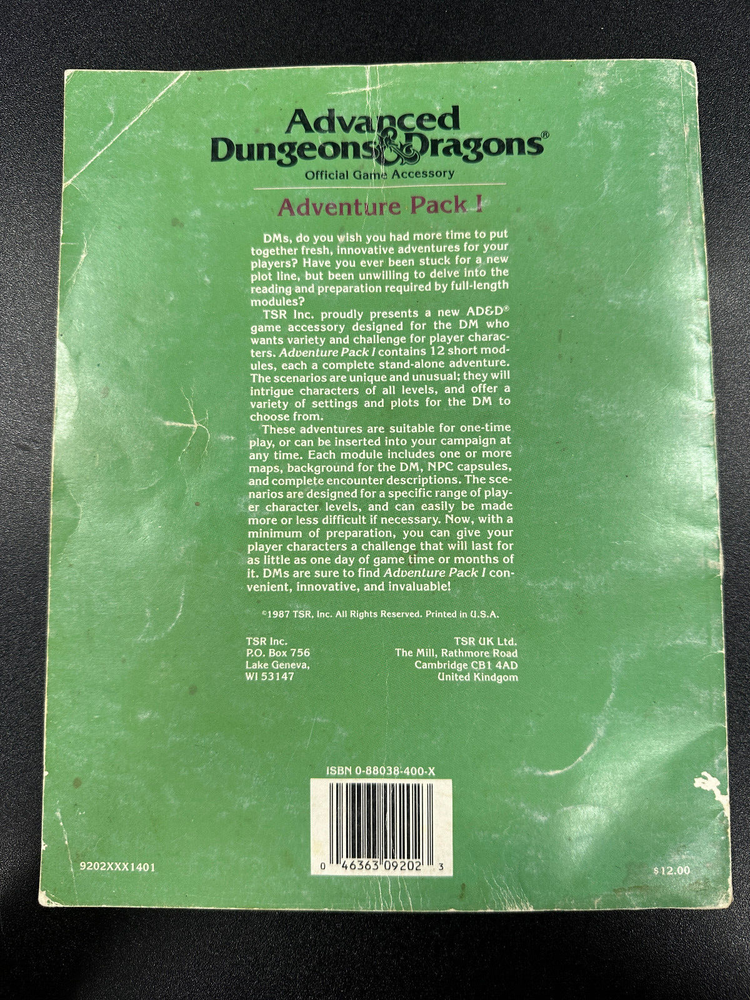 Advanced
Dungeons&Dragons®
Official Game Accessory
Adventure Pack I
DMs, do you wish you had more time to put
together fresh, innovative adventures for your
players? Have you ever been stuck for a new
plot line, but been unwilling to delve into the
reading and preparation required by full-length
modules?
TSR Inc. proudly presents a new AD&D®
game accessory designed for the DM who
wants variety and challenge for player charac-
ters. Adventure Pack I contains 12 short mod-
ules, each a complete stand-alone adventure.
The scenarios are unique and unusual; they will
intrigue characters of all levels, and offer a
variety of settings and plots for the DM to
choose from.
These adventures are suitable for one-time
play, or can be inserted into your campaign at
any time. Each module includes one or more
maps, background for the DM, NPC capsules,
and complete encounter descriptions. The sce-
narios are designed for a specific range of play-
er character levels, and can easily be made
more or less difficult if necessary. Now, with a
minimum of preparation, you can give your
player characters a challenge that will last for
as little as one day of game time or months of
it. DMs are sure to find Adventure Pack I con-
venient, innovative, and invaluable!
©1987 TSR, Inc. All Rights Reserved. Printed in U.S.A.
TSR Inc.
P.O. Box 756
Lake Geneva,
WI 53147
TSR UK Ltd.
The Mill, Rathmore Road
Cambridge CB1 4AD
United Kindgom
ISBN 0-88038-400-X
0 46363 09202 3
9202XXX1401
$12.00